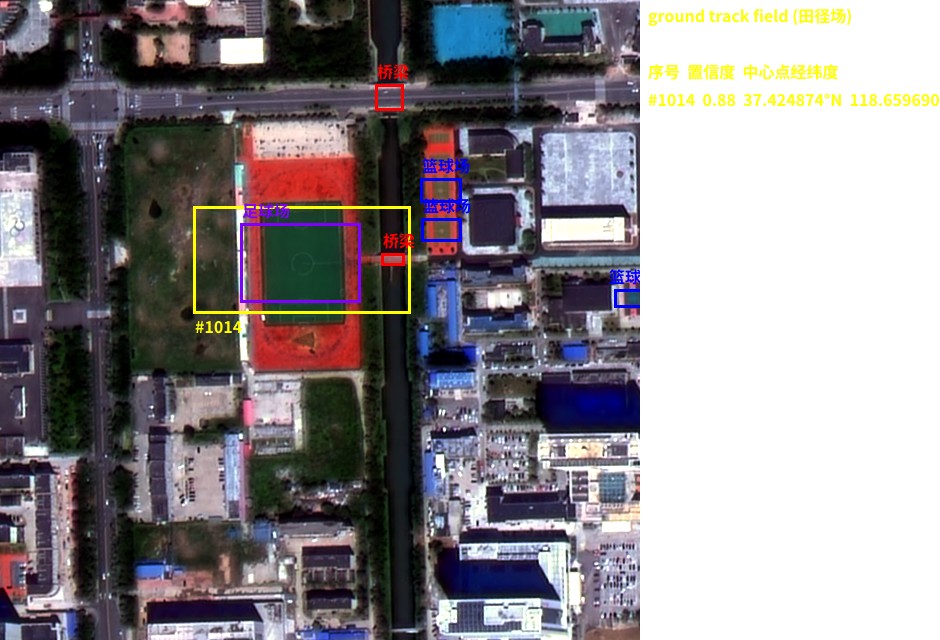 ground track field (田径场)
序号 置信度 中心点经纬度
#1014 0.88 37.424874°N 118.659690
桥梁
篮球场
篮球场
足球场
桥梁
篮球
#1014